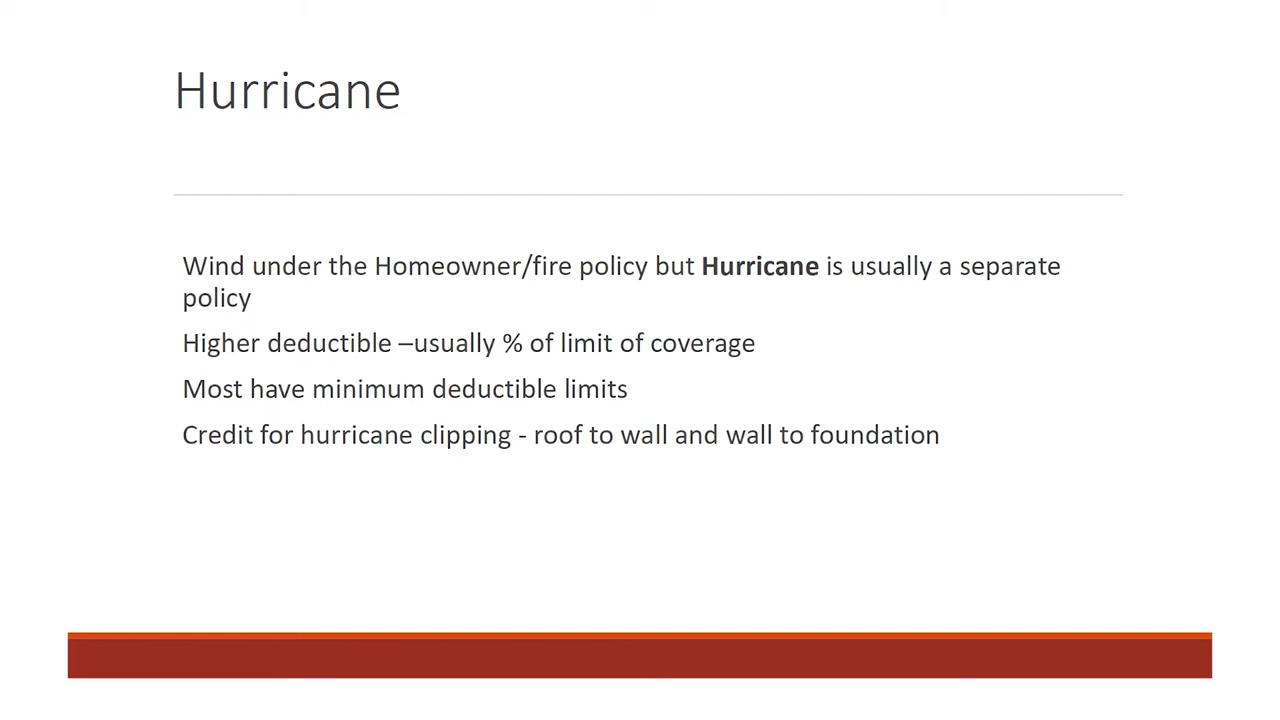 Hurricane
Wind under the Homeowner/fire policy but Hurricane is usually a separate
policy
Higher deductible –usually % of limit of coverage
Most have minimum deductible limits
Credit for hurricane clipping - roof to wall and wall to foundation